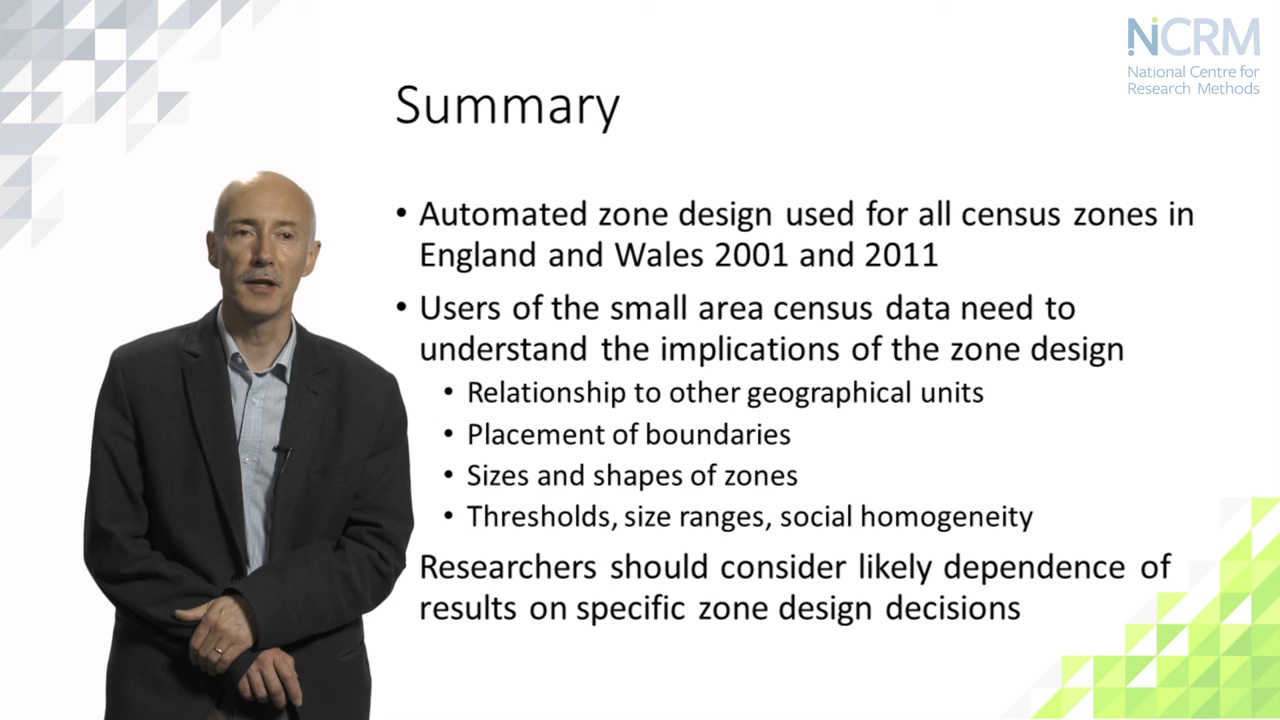 NCRM
National Centre for
Research Methods
Summary
• Automated zone design used for all census zones in
England and Wales 2001 and 2011
• Users of the small area census data need to
understand the implications of the zone design
• Relationship to other geographical units
• Placement of boundaries
• Sizes and shapes of zones
• Thresholds, size ranges, social homogeneity
Researchers should consider likely dependence of
results on specific zone design decisions